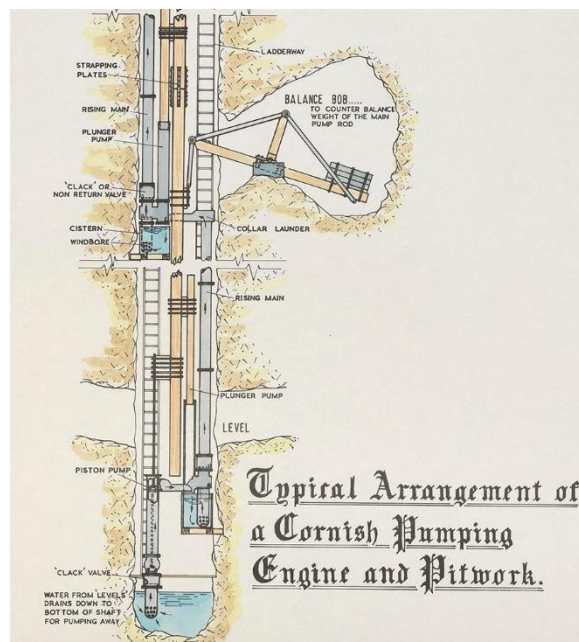 LADDERWAY
STRAPPING
PLATES
BALANCE BOB.....
TO COUNTER BALANCE
WEIGHT OF THE MAIN
PUMP ROD
RISING MAIN
PLUNGER
PUMP
'CLACK' OR
NON RETURN VALVE
CISTERN
WINDBORE
COLLAR LAUNDER
RISING MAIN
PLUNGER PUMP
LEVEL
PISTON PUMP
Typical Arrangement of
a Cornish Pumping
Engine and Pitwork.
'CLACK' VALVE
WATER FROM 'LEVELS'
DRAINS DOWN TO
BOTTOM OF SHAFT
FOR PUMPING AWAY